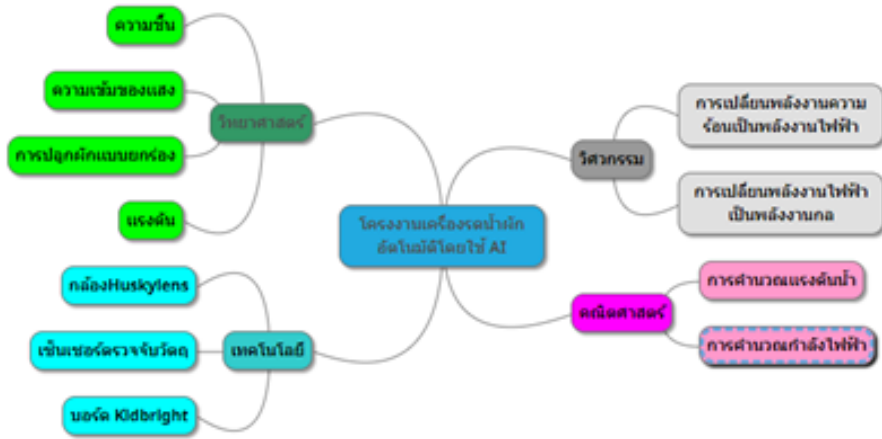 ความชื้น
ความเข้มของแสง
การปลูกผักแบบยกร่อง
แรงดัน
วิทยาศาสตร์
โครงงานเครื่องรดน้ำผัก
อัตโนมัติโดยใช้ AI
กล้องHuskylens
เซ็นเซอร์ตรวจจับวัตถุ
บอร์ด Kidbright
เทคโนโลยี
วิศวกรรม
การเปลี่ยนพลังงานความ
ร้อนเป็นพลังงานไฟฟ้า
การเปลี่ยนพลังงานไฟฟ้า
เป็นพลังงานกล
คณิตศาสตร์
การคำนวณแรงดันน้ำ
การคำนวณกำลังไฟฟ้า